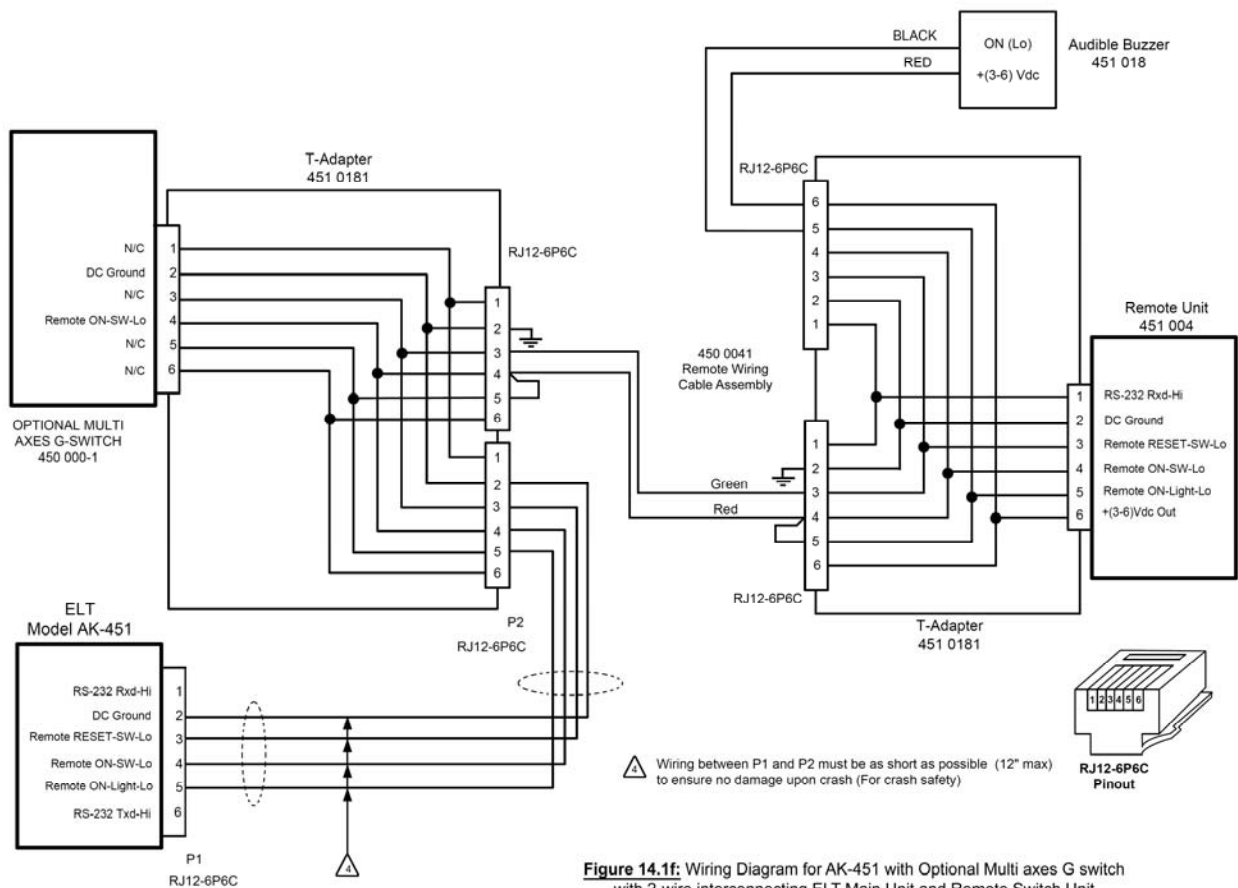 BLACK
RED
ON (Lo)
+(3-6) Vdc
Audible Buzzer
451 018
T-Adapter
451 0181
N/C
DC Ground
N/C
Remote ON-SW-Lo
N/C
N/C
1
2
3
4
5
6
OPTIONAL MULTI
AXES G-SWITCH
450 000-1
RJ12-6P6C
1
2
3
4
5
6
1
2
3
4
5
6
P2
RJ12-6P6C
RJ12-6P6C
6
5
4
3
2
1
450 0041
Remote Wiring
Cable Assembly
Green
Red
1
2
3
4
5
6
RJ12-6P6C
T-Adapter
451 0181
Remote Unit
451 004
1 RS-232 Rxd-Hi
2 DC Ground
3 Remote RESET-SW-Lo
4 Remote ON-SW-Lo
5 Remote ON-Light-Lo
6 +(3-6)Vdc Out
ELT
Model AK-451
RS-232 Rxd-Hi 1
DC Ground 2
Remote RESET-SW-Lo 3
Remote ON-SW-Lo 4
Remote ON-Light-Lo 5
RS-232 Txd-Hi 6
P1
RJ12-6P6C
4
4 Wiring between P1 and P2 must be as short as possible (12" max)
to ensure no damage upon crash (For crash safety)
1 2 3 4 5 6
RJ12-6P6C
Pinout
Figure 14.1f: Wiring Diagram for AK-451 with Optional Multi axes G switch
with 2-wire interconnecting ELT Main Unit and Remote Switch Unit